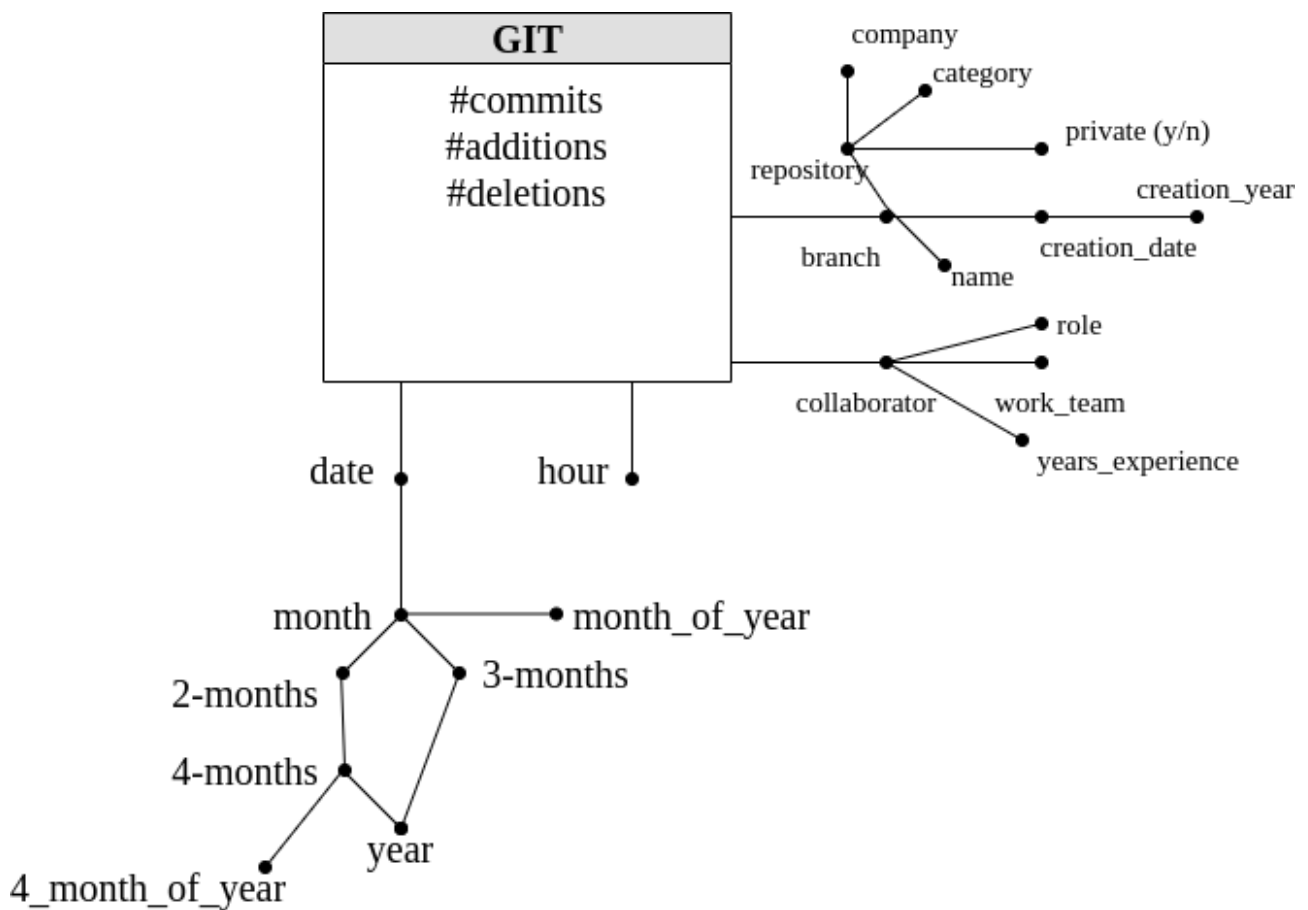 GIT
#commits
#additions
#deletions
company
category
private (y/n)
repository
creation_year
branch
creation_date
name
role
collaborator
work_team
years_experience
date
hour
month
month_of_year
2-months
3-months
4-months
year
4_month_of_year